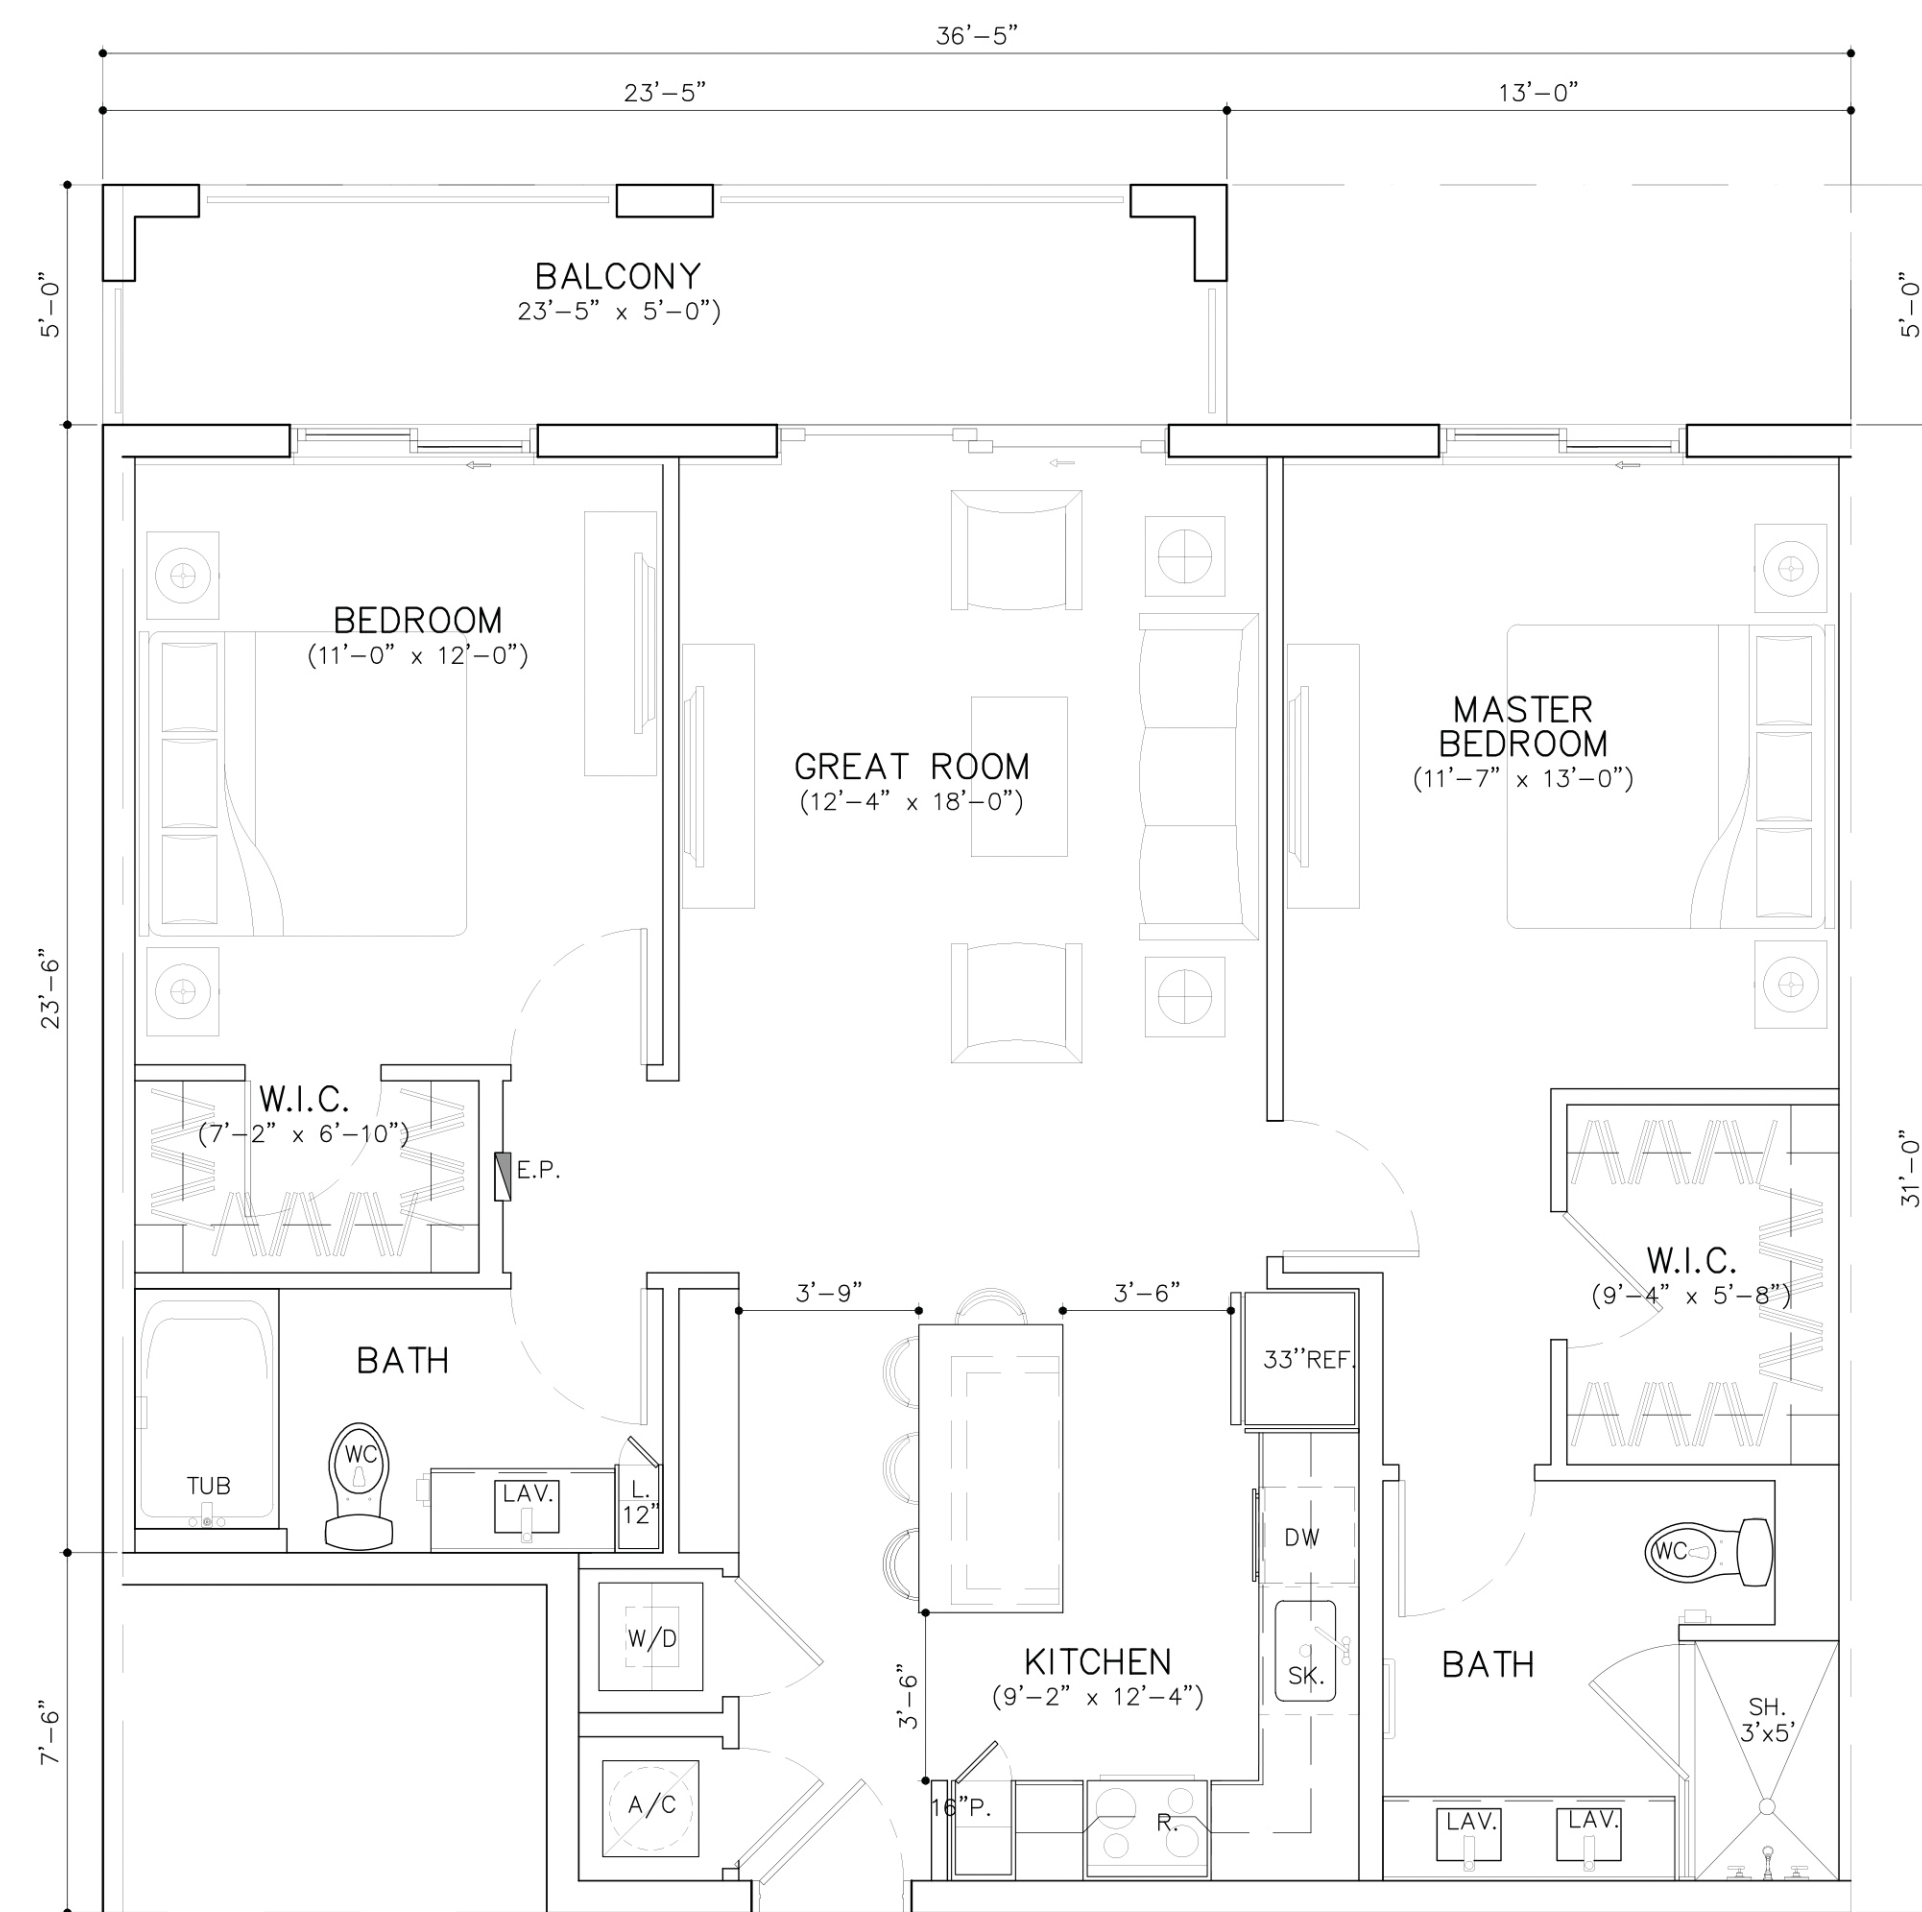 36'-5"
23'-5"
13'-0"
5'-0"
BALCONY
23'-5" x 5'-0")
5'-0"
BEDROOM
(11'-0" x 12'-0")
MASTER
BEDROOM
(11'-7" x 13'-0")
GREAT ROOM
(12'-4" x 18'-0")
23'-6"
W.I.C.
(7'-2" x 6'-10")
E.P.
31'-0"
W.I.C.
(9'-4" x 5'-8")
3'-9"
3'-6"
BATH
33"REF.
TUB
WC
LAV.
L.
12"
DW
WC
W/D
KITCHEN
(9'-2" x 12'-4")
SK.
BATH
3'-6"
SH.
3'x5'
7'-6"
A/C
16"P.
R.
LAV.
LAV.